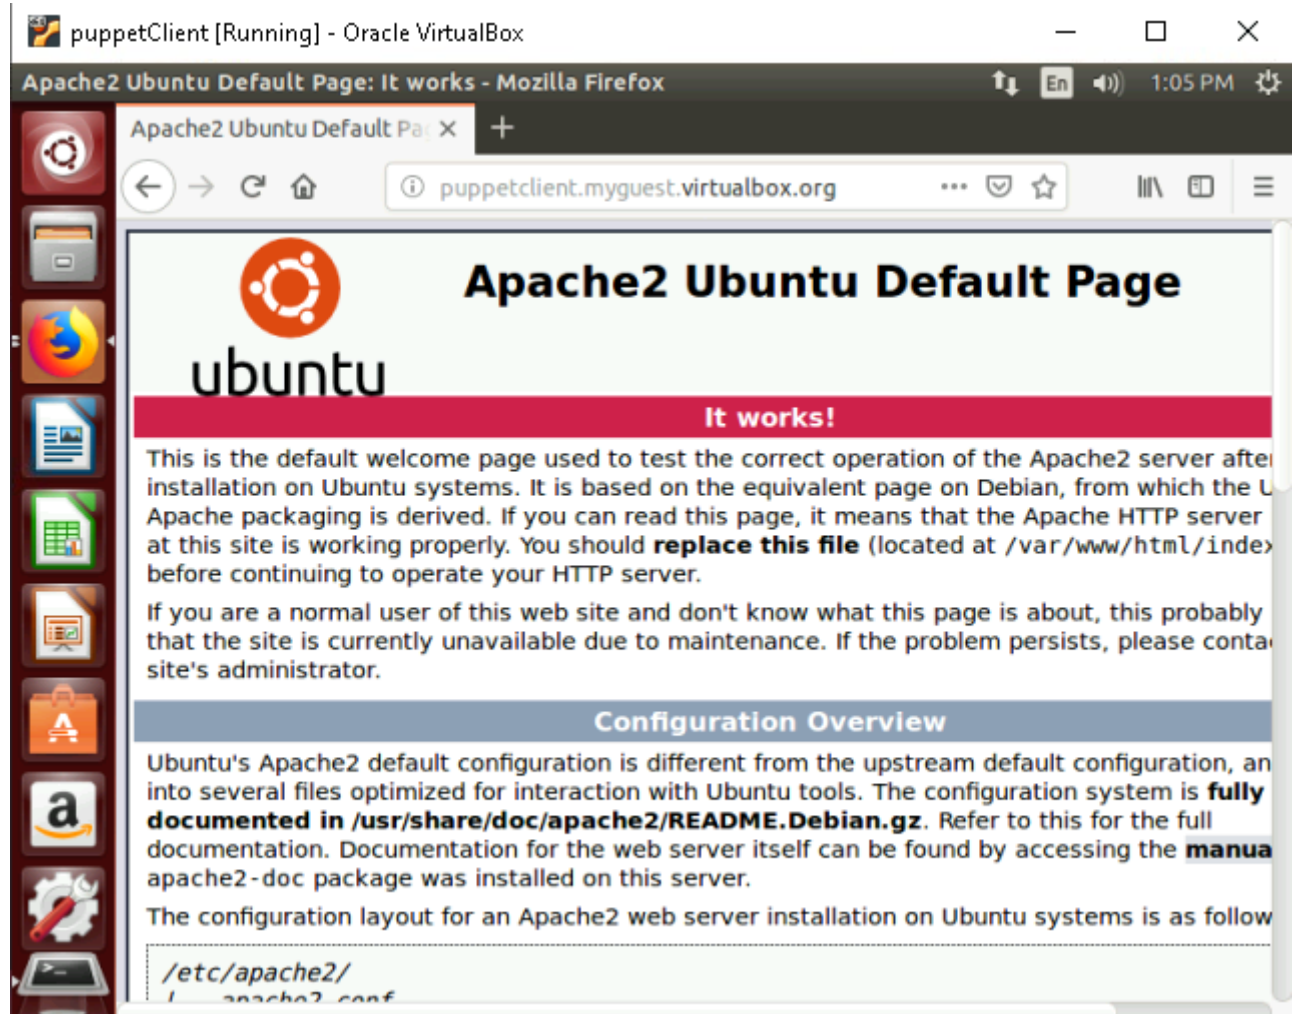 puppetClient [Running] - Oracle VirtualBox
Apache2 Ubuntu Default Page: It works - Mozilla Firefox
En
1:05 PM
Apache2 Ubuntu Default Pa
puppetclient.myguest.virtualbox.org
ubuntu
Apache2 Ubuntu Default Page
It works!
This is the default welcome page used to test the correct operation of the Apache2 server after
installation on Ubuntu systems. It is based on the equivalent page on Debian, from which the U
Apache packaging is derived. If you can read this page, it means that the Apache HTTP server
at this site is working properly. You should replace this file (located at /var/www/html/index
before continuing to operate your HTTP server.
If you are a normal user of this web site and don't know what this page is about, this probably
that the site is currently unavailable due to maintenance. If the problem persists, please conta
site's administrator.
Configuration Overview
Ubuntu's Apache2 default configuration is different from the upstream default configuration, an
into several files optimized for interaction with Ubuntu tools. The configuration system is fully
documented in /usr/share/doc/apache2/README.Debian.gz. Refer to this for the full
documentation. Documentation for the web server itself can be found by accessing the manua
apache2-doc package was installed on this server.
The configuration layout for an Apache2 web server installation on Ubuntu systems is as follow
/etc/apache2/
apache2.conf